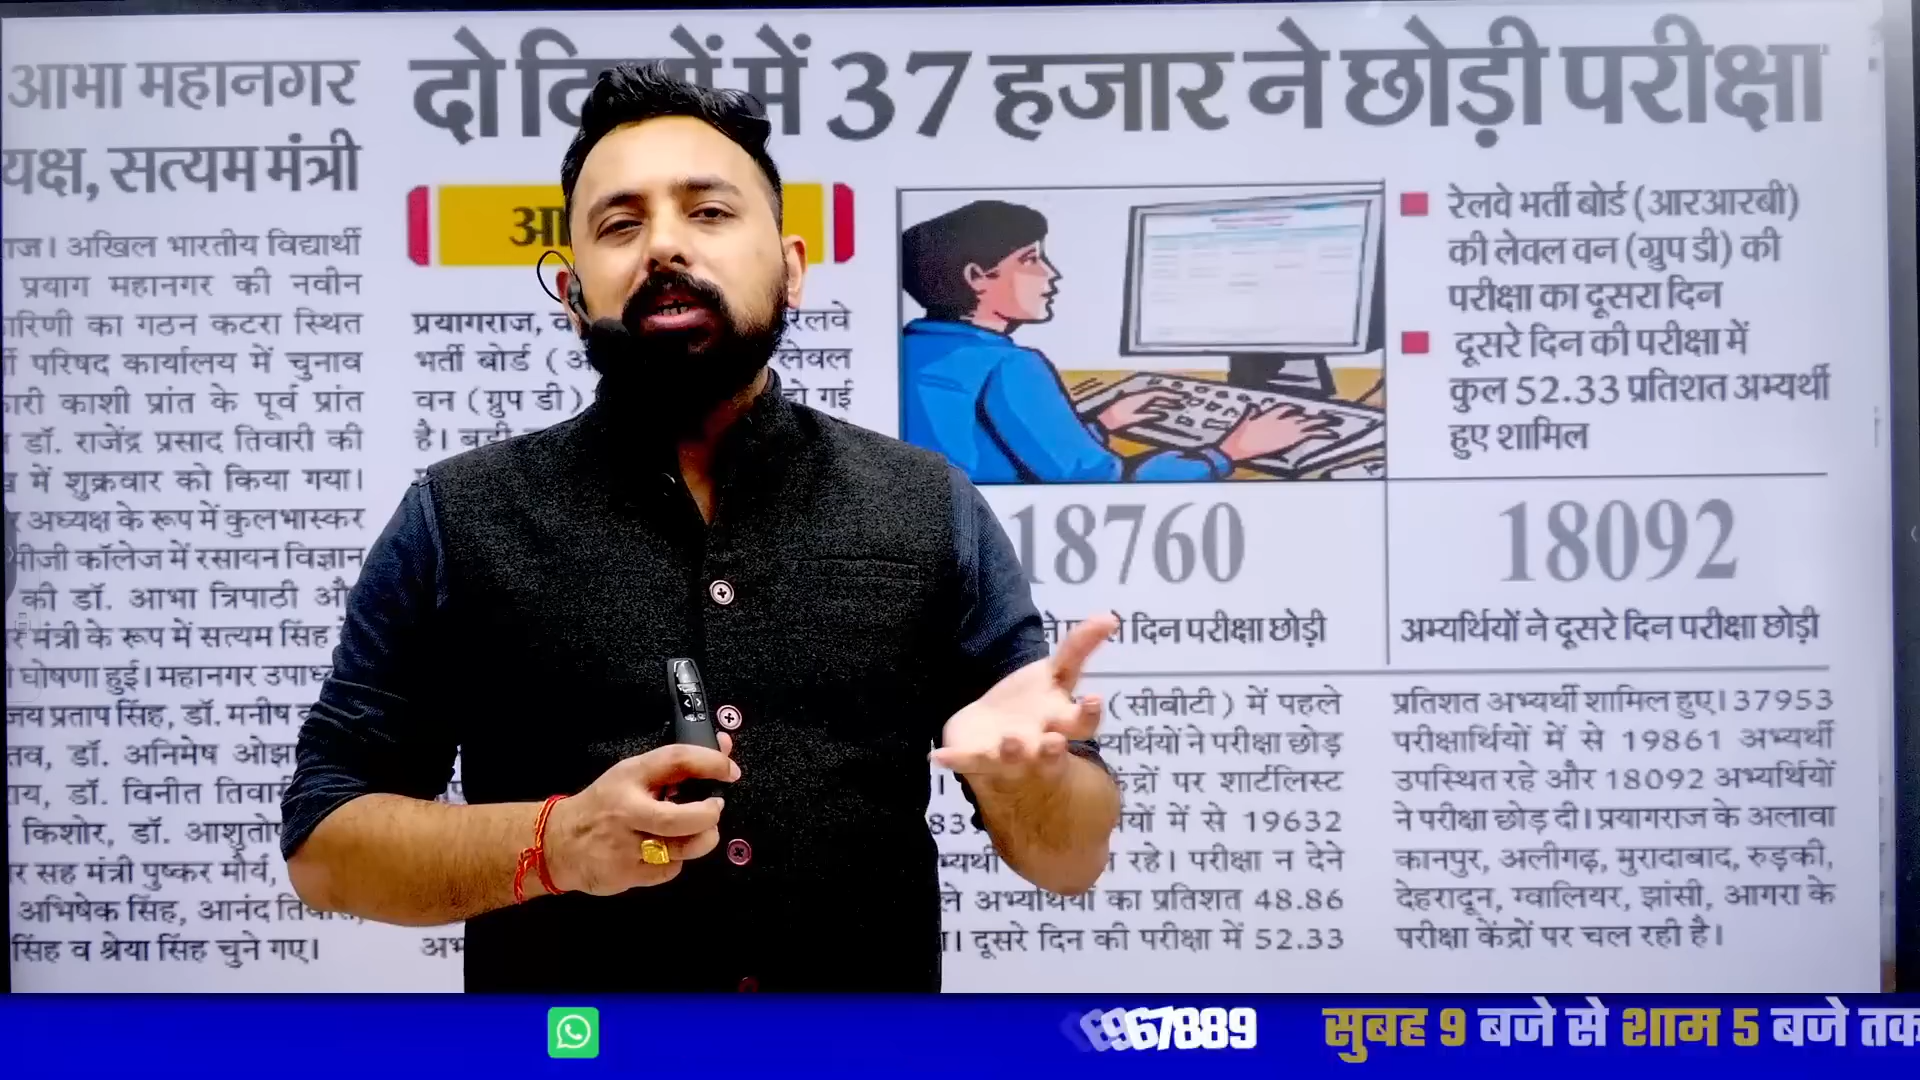 आभा महानगर
यक्ष, सत्यम मंत्री
राज। अखिल भारतीय विद्यार्थी
प्रयाग महानगर की नवीन
कारिणी का गठन कटरा स्थित
परिषद कार्यालय में चुनाव
काशी प्रांत के पूर्व प्रांत
डॉ. राजेंद्र प्रसाद तिवारी की
में शुक्रवार को किया गया।
अध्यक्ष के रूप में कुलभास्कर
पीजी कॉलेज में रसायन विज्ञान
की डॉ. आभा त्रिपाठी
मंत्री के रूप में सत्यम सिंह
घोषणा हुई। महानगर
जय प्रताप सिंह, डॉ. मनीष
डॉ. अनिमेष ओझा
डॉ. विनीत तिवारी
किशोर, डॉ. आशुतोष
सह मंत्री पुष्कर मौर्य,
अभिषेक सिंह, आनंद
सिंह व श्रेया सिंह चुने गए।
दो में 37 हजार ने छोड़ी परीक्षा
प्रयागराज, रेलवे
भर्ती बोर्ड लेवल
वन (ग्रुप डी) हो गई
है।
रेलवे भर्ती बोर्ड (आरआरबी)
की लेवल वन (ग्रुप डी) की
परीक्षा का दूसरा दिन
दूसरे दिन की परीक्षा में
कुल 52.33 प्रतिशत अभ्यर्थी
हुए शामिल
18760
दिन परीक्षा छोड़ी
18092
अभ्यर्थियों ने दूसरे दिन परीक्षा छोड़ी
(सीबीटी) में पहले
ने परीक्षा छोड़
केंद्रों पर शार्टलिस्ट
में से 19632
रहे। परीक्षा न देने
अभ्यर्थियों का प्रतिशत 48.86
दूसरे दिन की परीक्षा में 52.33
प्रतिशत अभ्यर्थी शामिल हुए। 37953
परीक्षार्थियों में से 19861 अभ्यर्थी
उपस्थित रहे और 18092 अभ्यर्थियों
ने परीक्षा छोड़ दी। प्रयागराज के अलावा
कानपुर, अलीगढ़, मुरादाबाद, रुड़की,
देहरादून, ग्वालियर, झांसी, आगरा के
परीक्षा केंद्रों पर चल रही है।
967889 सुबह 9 बजे से शाम 5 बजे तक